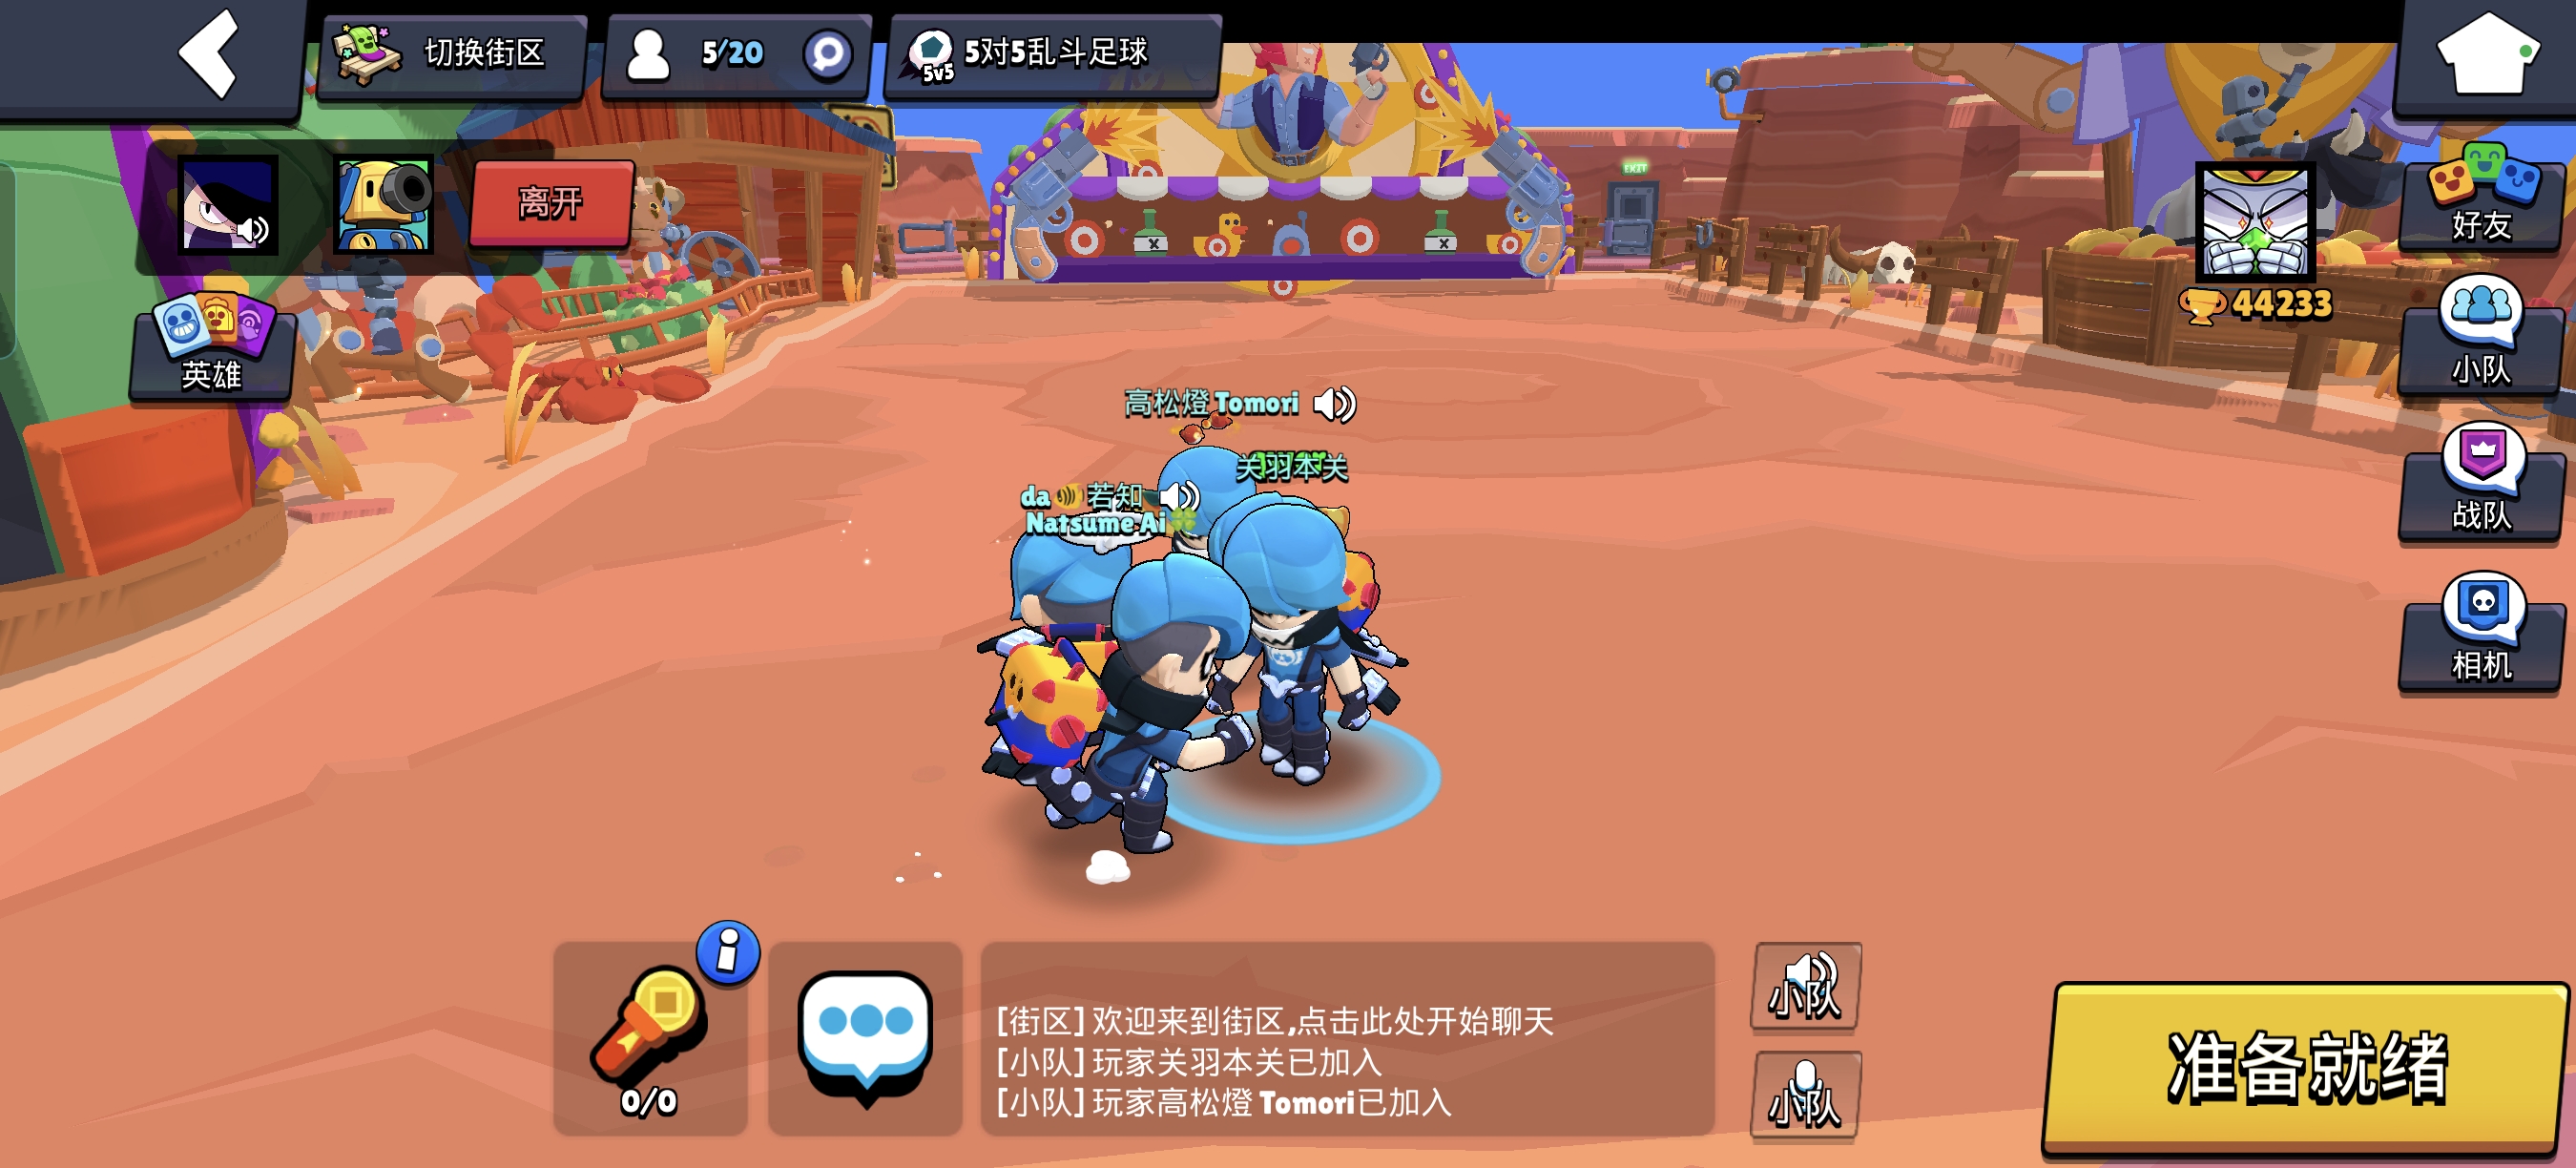 切换街区
5/20
5v5
5对5乱斗足球
离开
EXIT
英雄
44233
好友
小队
战队
相机
高松燈 Tomori
关羽本关
da 若知
Natsume Ai
0/0
[街区] 欢迎来到街区,点击此处开始聊天
[小队] 玩家关羽本关已加入
[小队] 玩家高松燈 Tomori已加入
小队
小队
准备就绪